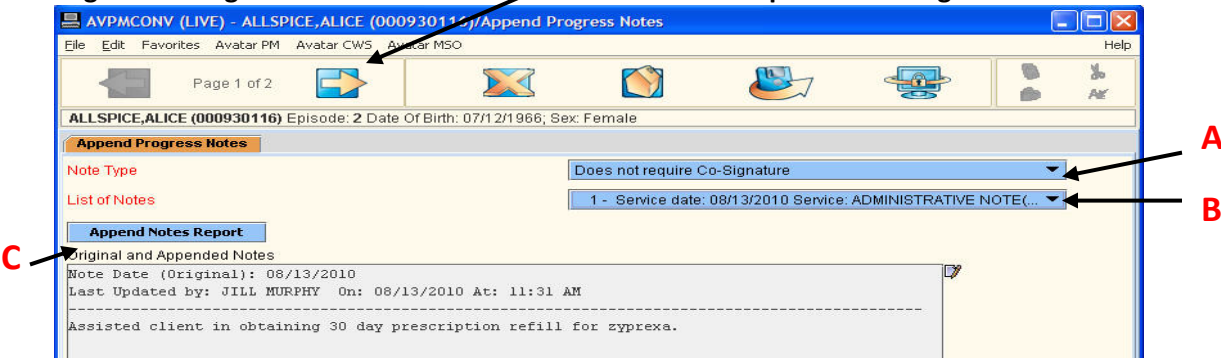 AVPMCONV (LIVE) - ALLSPICE,ALICE (000930116)/Append Progress Notes
File Edit Favorites Avatar PM Avatar CWS Avatar MSO Help
Page 1 of 2
ALLSPICE,ALICE (000930116) Episode: 2 Date Of Birth: 07/12/1966; Sex: Female
Append Progress Notes
A
Note Type Does not require Co-Signature
List of Notes 1 - Service date: 08/13/2010 Service: ADMINISTRATIVE NOTE(...
B
Append Notes Report
C
Original and Appended Notes
Note Date (Original): 08/13/2010
Last Updated by: JILL MURPHY On: 08/13/2010 At: 11:31 AM
--------------------------------------------------------------------------------
Assisted client in obtaining 30 day prescription refill for zyprexa.